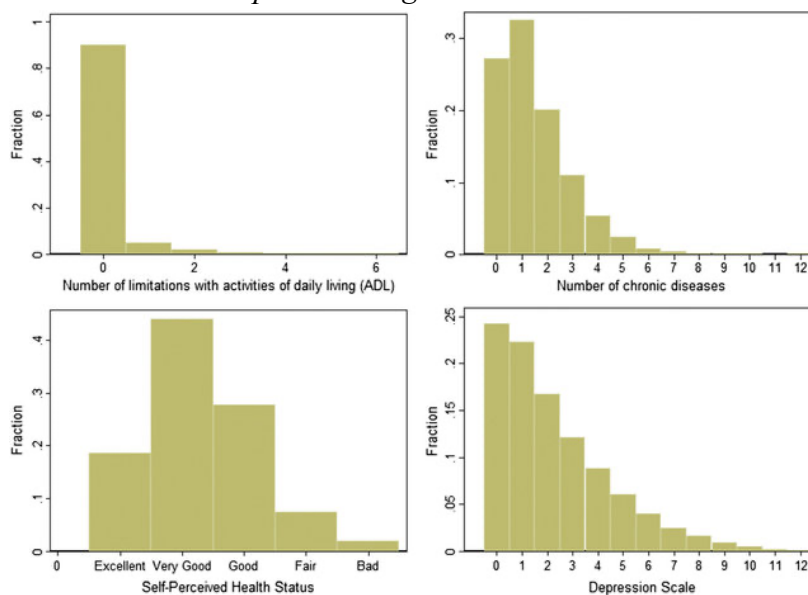 1
.8
.6
.4
.2
0
Fraction
0 2 4 6
Number of limitations with activities of daily living (ADL)
.3
.2
.1
0
Fraction
0 1 2 3 4 5 6 7 8 9 10 11 12
Number of chronic diseases
.4
.3
.2
.1
0
Fraction
0 Excellent Very Good Good Fair Bad
Self-Perceived Health Status
.25
.2
.15
.1
.05
0
Fraction
0 1 2 3 4 5 6 7 8 9 10 11 12
Depression Scale